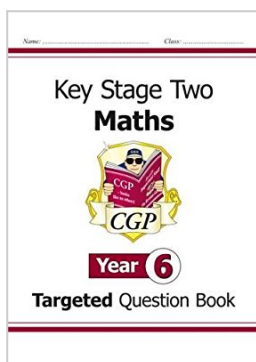 Name: Class:
Key Stage Two
Maths
CGP
CGP
Year 6
Targeted Question Book